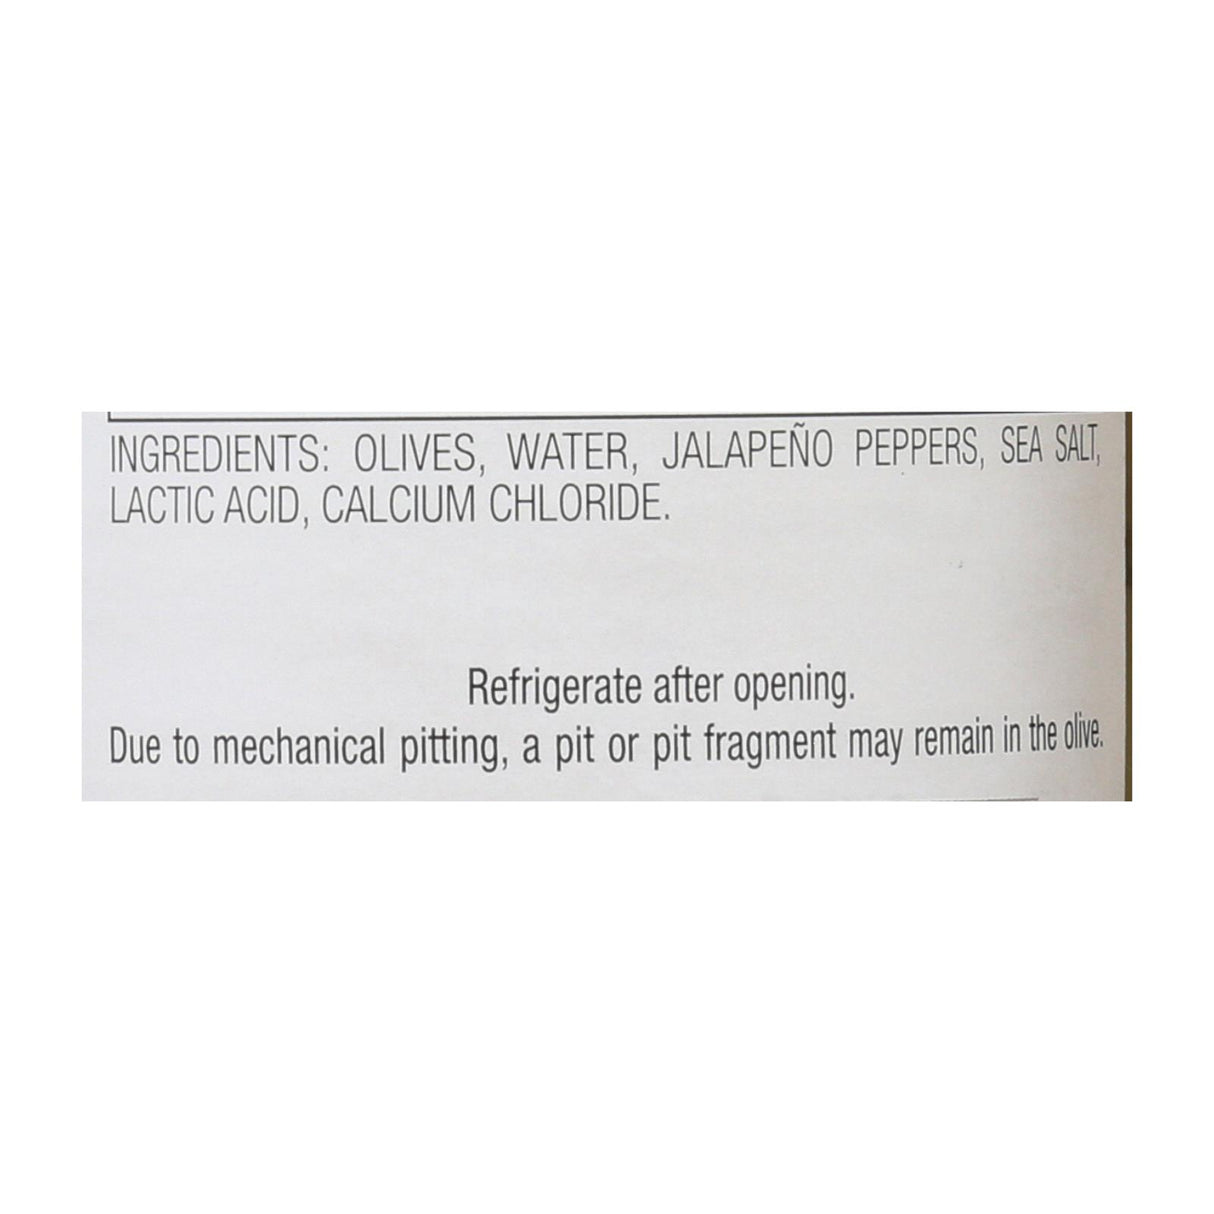 INGREDIENTS: OLIVES, WATER, JALAPEÑO PEPPERS, SEA SALT,
LACTIC ACID, CALCIUM CHLORIDE.
Refrigerate after opening.
Due to mechanical pitting, a pit or pit fragment may remain in the olive.